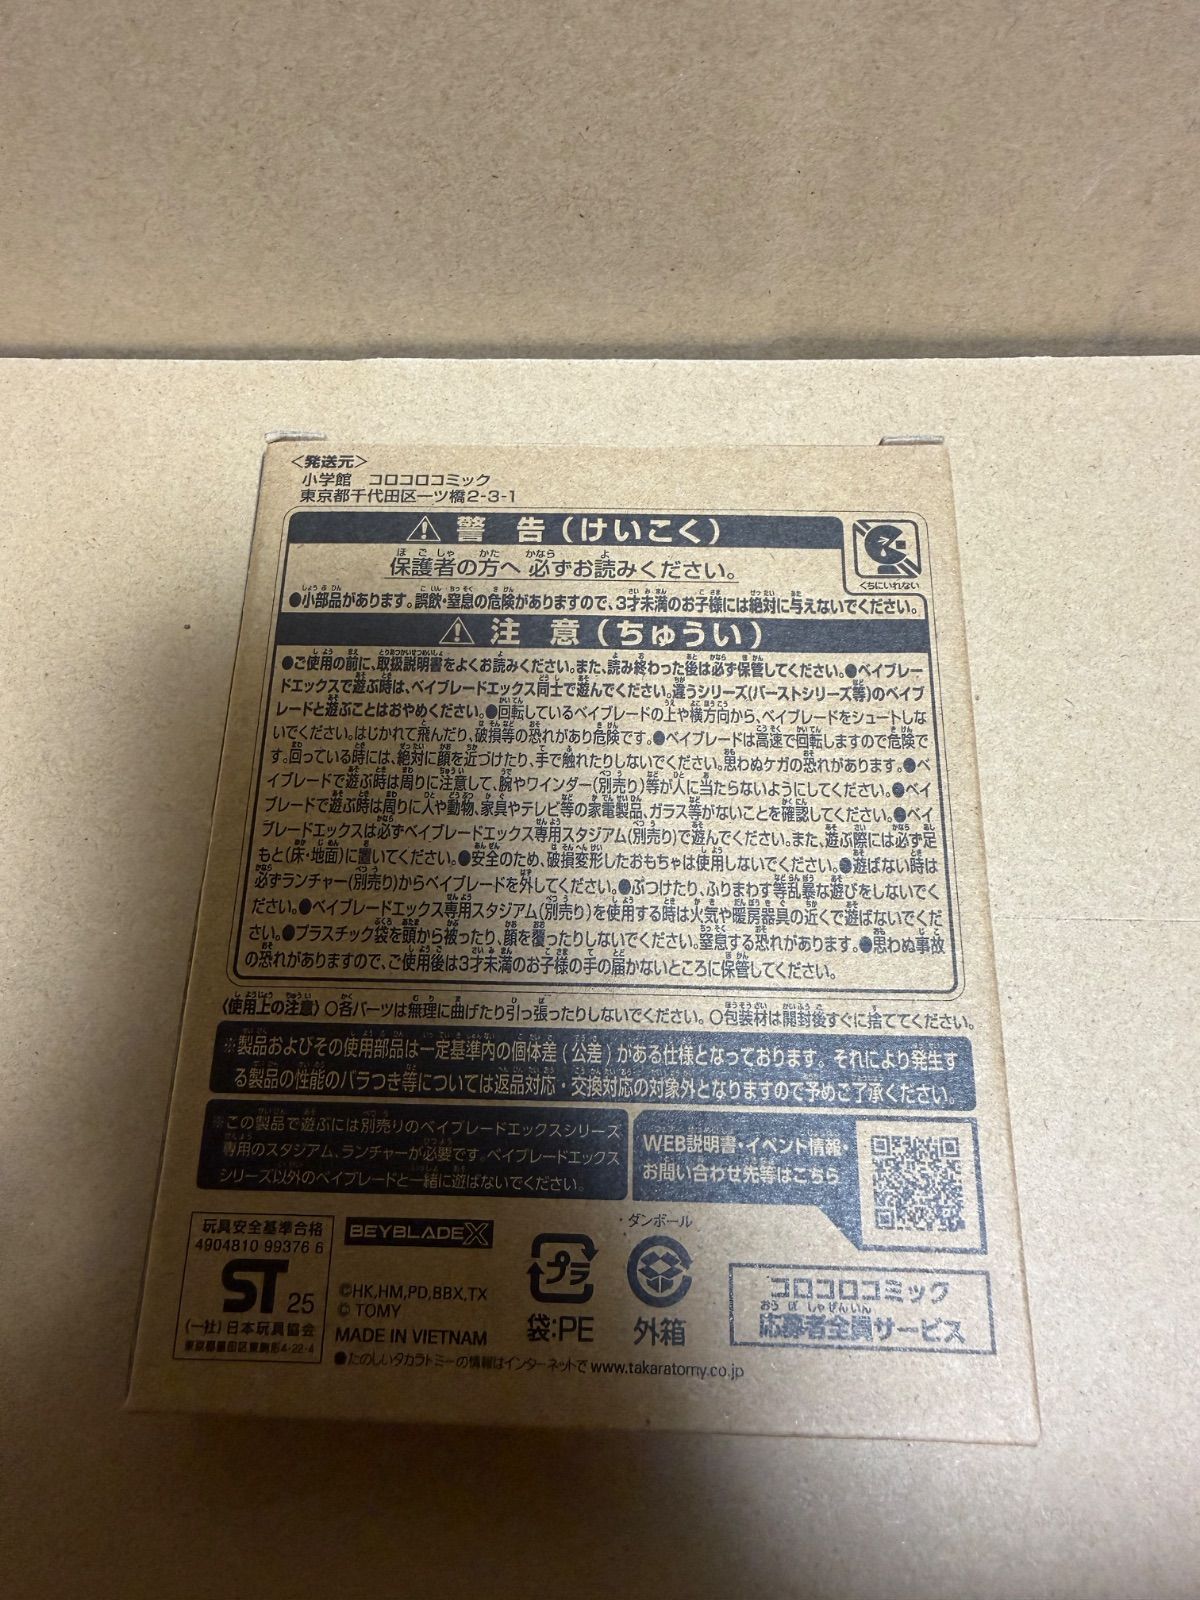 〈発送元〉
小学館　コロコロコミック
東京都千代田区一ツ橋2-3-1
⚠ 警 告（けいこく）
保護者の方へ 必ずお読みください。
くちにいれない
●小部品があります。誤飲・窒息の危険がありますので、3才未満のお子様には絶対に与えないでください。
⚠ 注 意（ちゅうい）
●ご使用の前に、取扱説明書をよくお読みください。また、読み終わった後は必ず保管してください。●ベイブレー
ドエックスで遊ぶ時は、ベイブレードエックス同士で遊んでください。違うシリーズ(バーストシリーズ等)のベイブ
レードと遊ぶことはおやめください。●回転しているベイブレードの上や横方向から、ベイブレードをシュートしな
いでください。はじかれて飛んだり、破損等の恐れがあり危険です。●ベイブレードは高速で回転しますので危険で
す。回っている時には、絶対に顔を近づけたり、手で触れたりしないでください。思わぬケガの恐れがあります。●ベ
イブレードで遊ぶ時は周りに注意して、腕やワインダー(別売り)等が人に当たらないようにしてください。●ベイ
ブレードで遊ぶ時は周りに人や動物、家具やテレビ等の家電製品、ガラス等がないことを確認してください。●ベイ
ブレードエックスは必ずベイブレードエックス専用スタジアム(別売り)で遊んでください。また、遊ぶ際には必ず足
もと(床・地面)に置いてください。●安全のため、破損変形したおもちゃは使用しないでください。●遊ばない時は
必ずランチャー(別売り)からベイブレードを外してください。●ぶつけたり、ふりまわす等乱暴な遊びをしないでく
ださい。●ベイブレードエックス専用スタジアム(別売り)を使用する時は火気や暖房器具の近くで遊ばないでくだ
さい。●プラスチック袋を頭から被ったり、顔を覆ったりしないでください。窒息する恐れがあります。●思わぬ事故
の恐れがありますので、ご使用後は3才未満のお子様の手の届かないところに保管してください。
〈使用上の注意〉○各パーツは無理に曲げたり引っ張ったりしないでください。○包装材は開封後すぐに捨ててください。
※製品およびその使用部品は一定基準内の個体差（公差）がある仕様となっております。それにより発生す
る製品の性能のバラつき等については返品対応・交換対応の対象外となりますので予めご了承ください。
※この製品で遊ぶには別売りのベイブレードエックスシリーズ
専用のスタジアム、ランチャーが必要です。ベイブレードエックス
シリーズ以外のベイブレードと一緒に遊ばないでください。
WEB説明書・イベント情報・
お問い合わせ先等はこちら
玩具安全基準合格
4904810 99376 6
ST 25
(一社)日本玩具協会
東京都墨田区東駒形4-22-4
BEYBLADE X
©HK,HM,PD,BBX,TX
© TOMY
MADE IN VIETNAM
プラ
袋：PE
・ダンボール
外箱
コロコロコミック
応募者全員サービス
●たのしいタカラトミーの情報はインターネットで www.takaratomy.co.jp